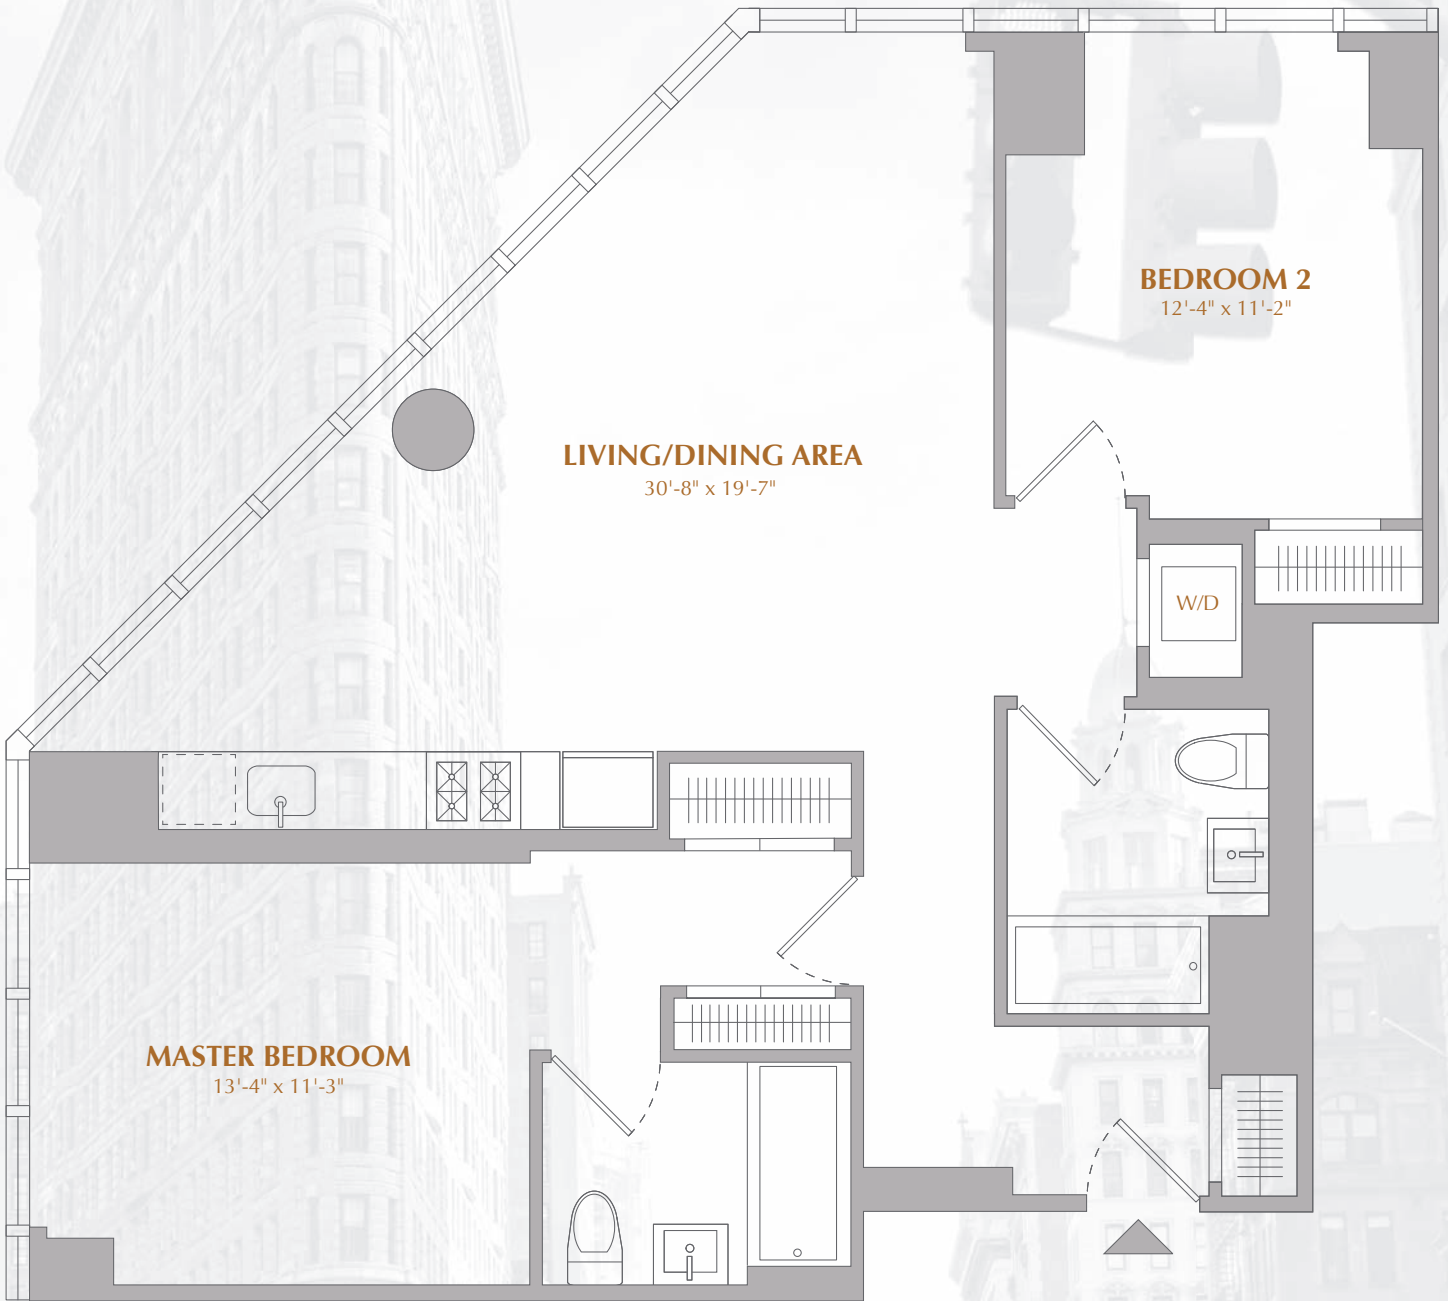 BEDROOM 2
12'-4" x 11'-2"
LIVING/DINING AREA
30'-8" x 19'-7"
W/D
MASTER BEDROOM
13'-4" x 11'-3"